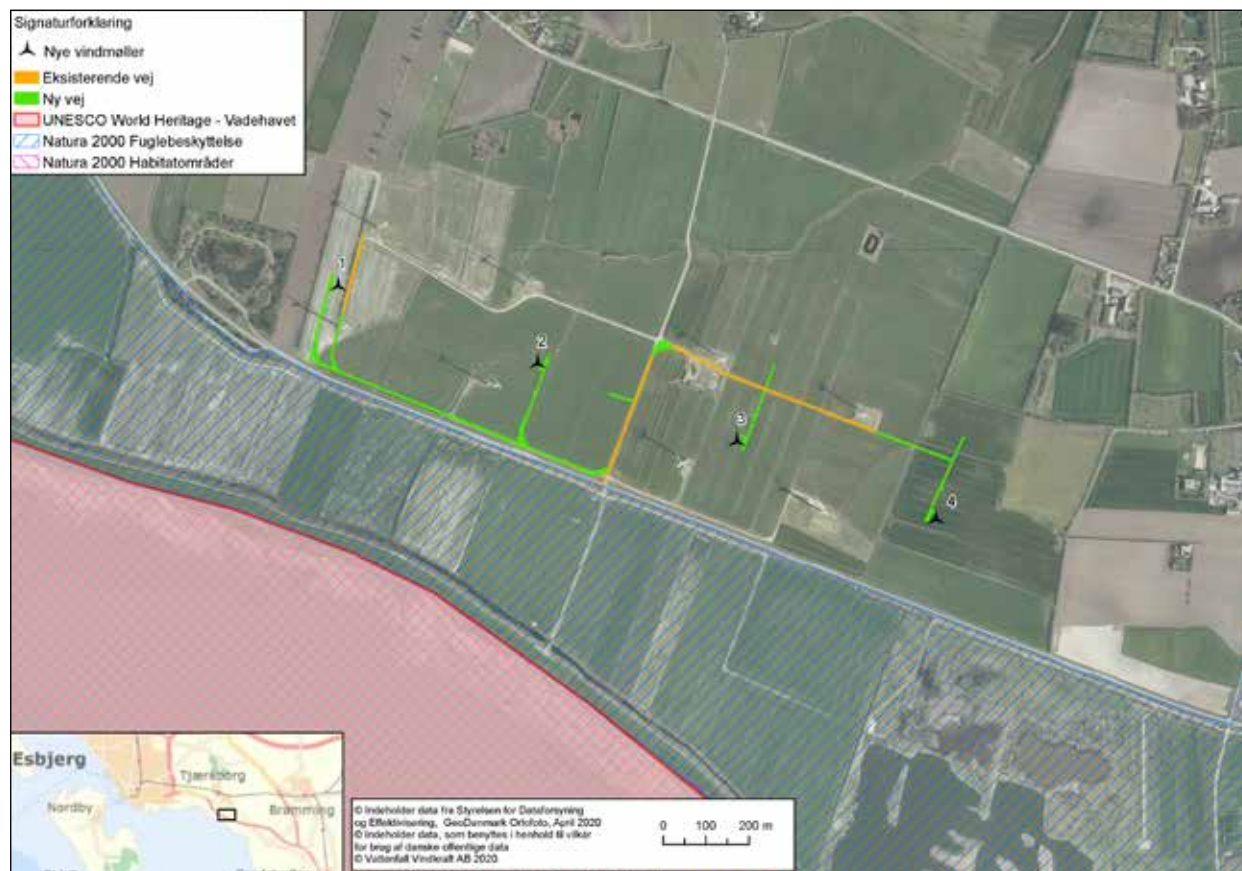 Signaturforklaring
Nye vindmøller
Eksisterende vej
Ny vej
UNESCO World Heritage - Vadehavet
Natura 2000 Fuglebeskyttelse
Natura 2000 Habitatområder
1
2
3
4
Esbjerg
Tjæreborg
Nordby
Bramming
© Indeholder data fra Styrelsen for Dataforsyning
og Effektivisering, GeoDanmark Ortofoto, April 2020
© Indeholder data, som benyttes i henhold til vilkår
for brug af danske offentlige data
© Vattenfall Vindkraft AB 2020
0 100 200 m